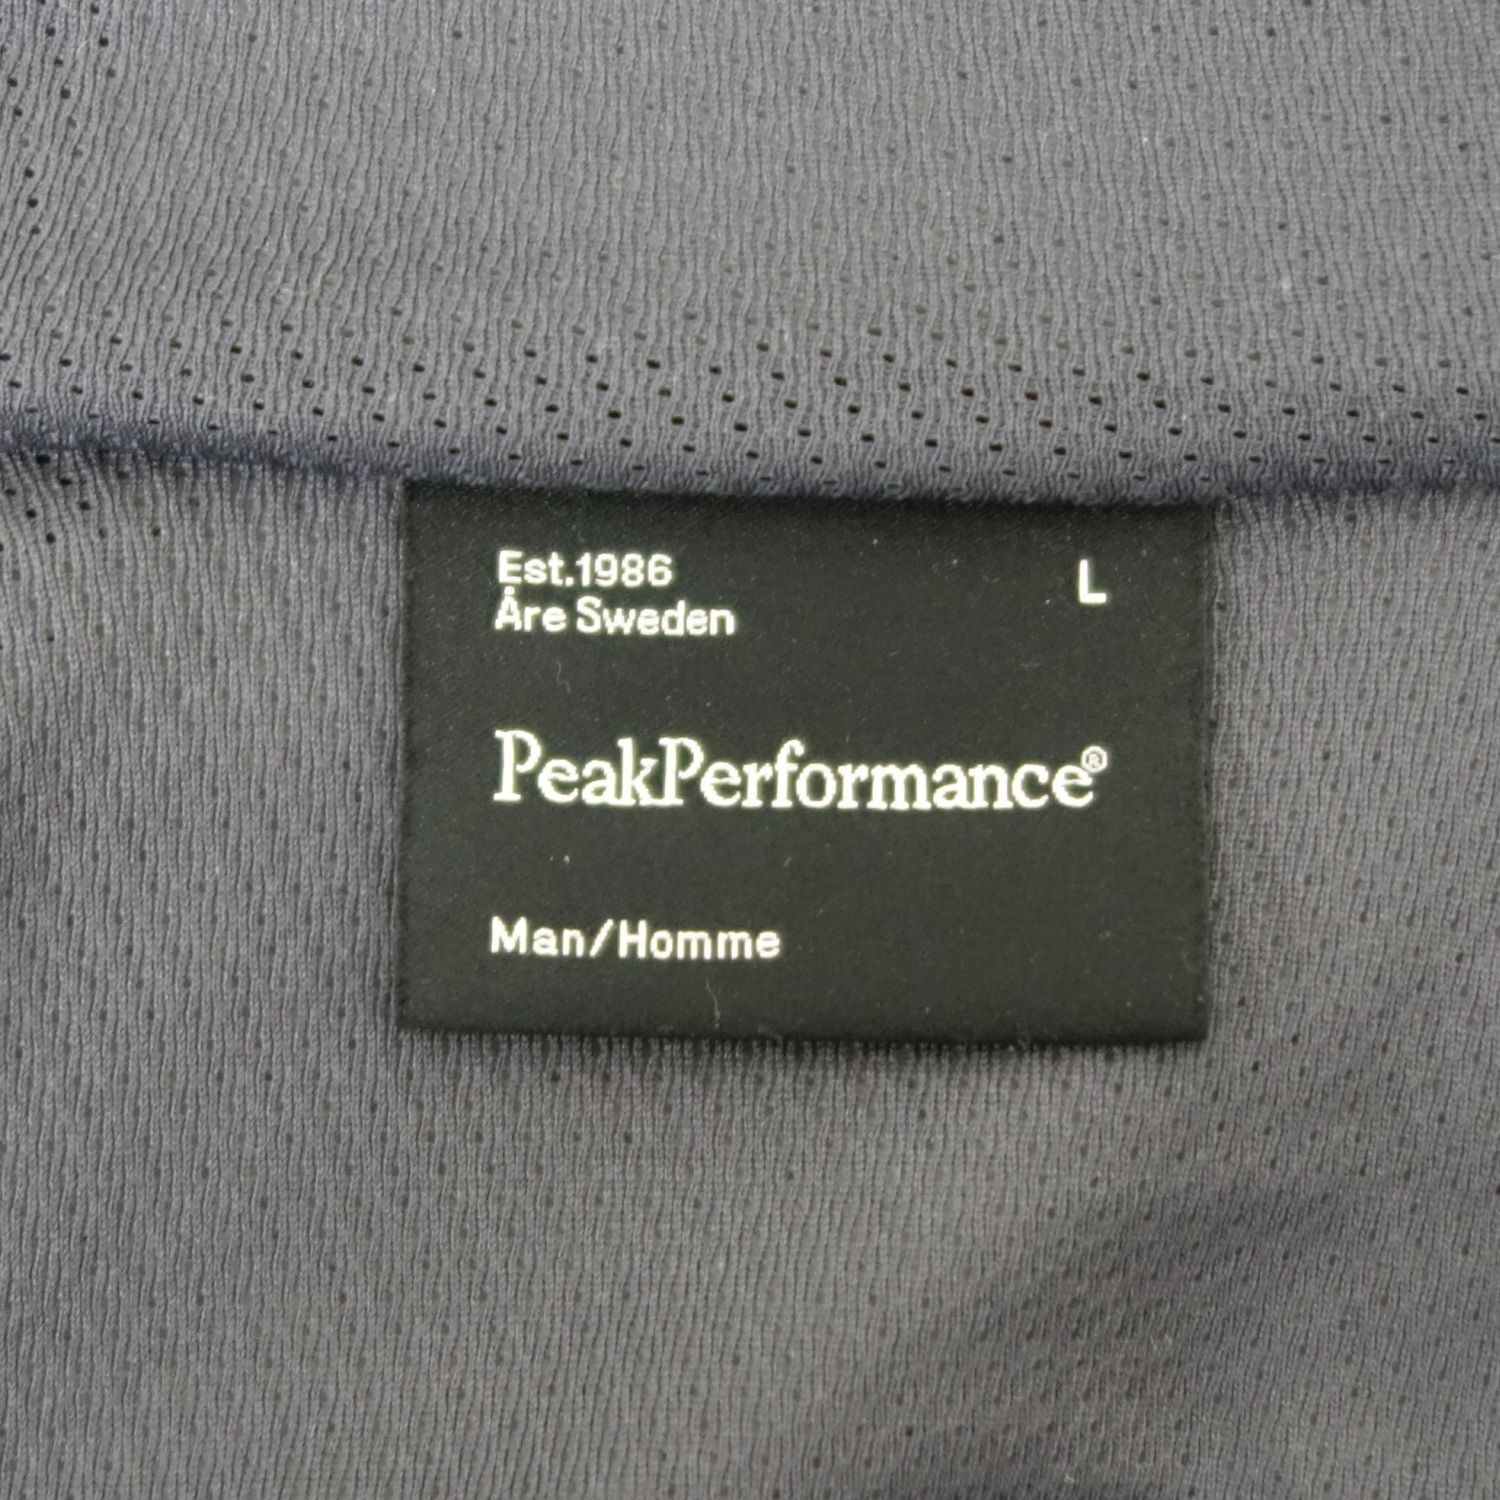 Est.1986
L
Åre Sweden
PeakPerformance®
Man/Homme